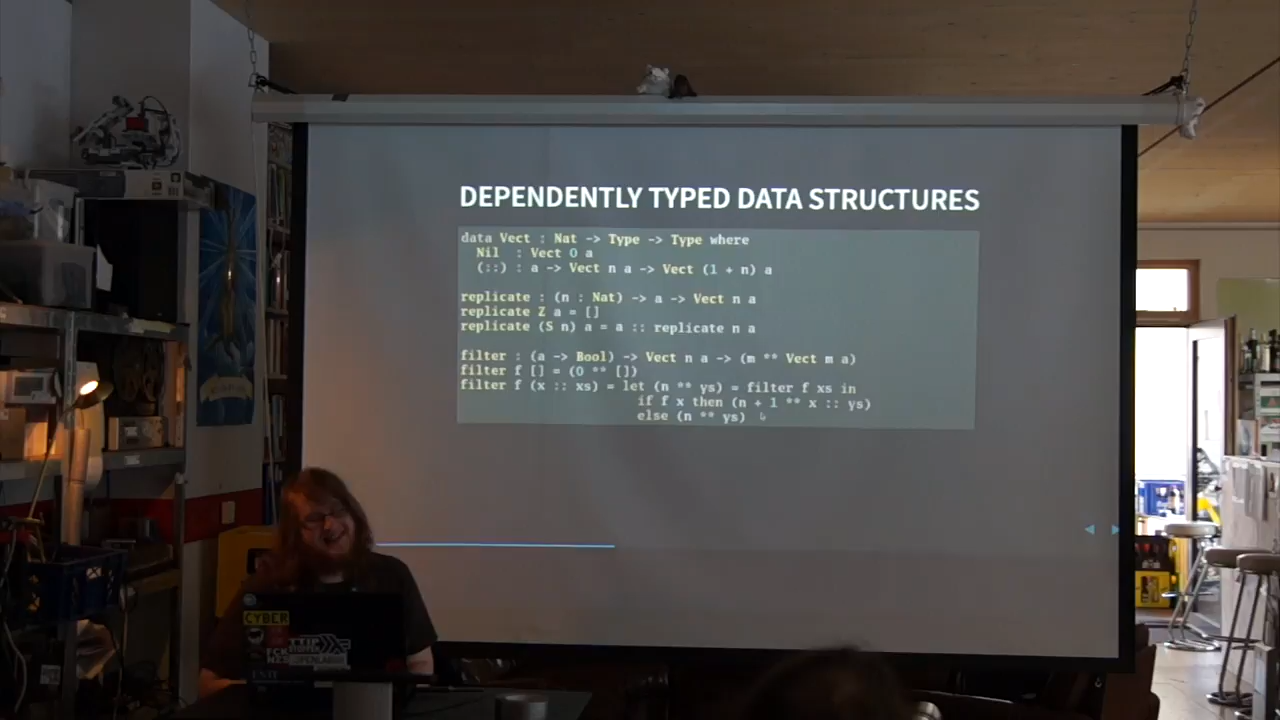 DEPENDENTLY TYPED DATA STRUCTURES
data Vect : Nat -> Type -> Type where
Nil : Vect 0 a
(::) : a -> Vect n a -> Vect (1 + n) a
replicate : (n : Nat) -> a -> Vect n a
replicate Z a = []
replicate (S n) a = a :: replicate n a
filter : (a -> Bool) -> Vect n a -> (m ** Vect m a)
filter f [] = (0 ** [])
filter f (x :: xs) = let (n ** ys) = filter f xs in
if f x then (n + 1 ** x :: ys)
else (n ** ys)
CYBER